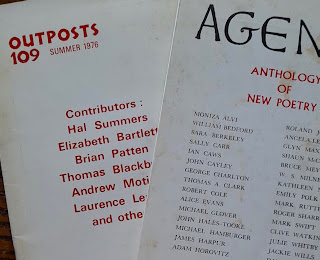 OUTPOSTS
109 SUMMER 1976
Contributors :
Hal Summers
Elizabeth Bartlett
Brian Patten
Thomas Blackb
Andrew Moti
Laurence Le
and othe
AGEN
ANTHOLOGY
OF
NEW POETRY
MONIZA ALVI
WILLIAM BEDFORD
SARA BERKELEY
SALLY CARR
IAN CAWS
JOHN CAYLEY
GEORGE CHARLTON
THOMAS A CLARK
ROBERT COLE
ALICE EVANS
MICHAEL GLOVER
JOHN HALES-TOOKE
MICHAEL HAMBURGER
JAMES HARPUR
ADAM HOROVITZ
ROLAND J
ANGELA LE
GLYN MAX
SHAUN MC
BRUCE MEY
W S MILNE
KATHLEEN
EMILY POLK
MARK RUTTE
ROGER SHARR
MARK SWIFT
CLIVE WATKIN
JULIE WHITBY
JACKIE WILLS